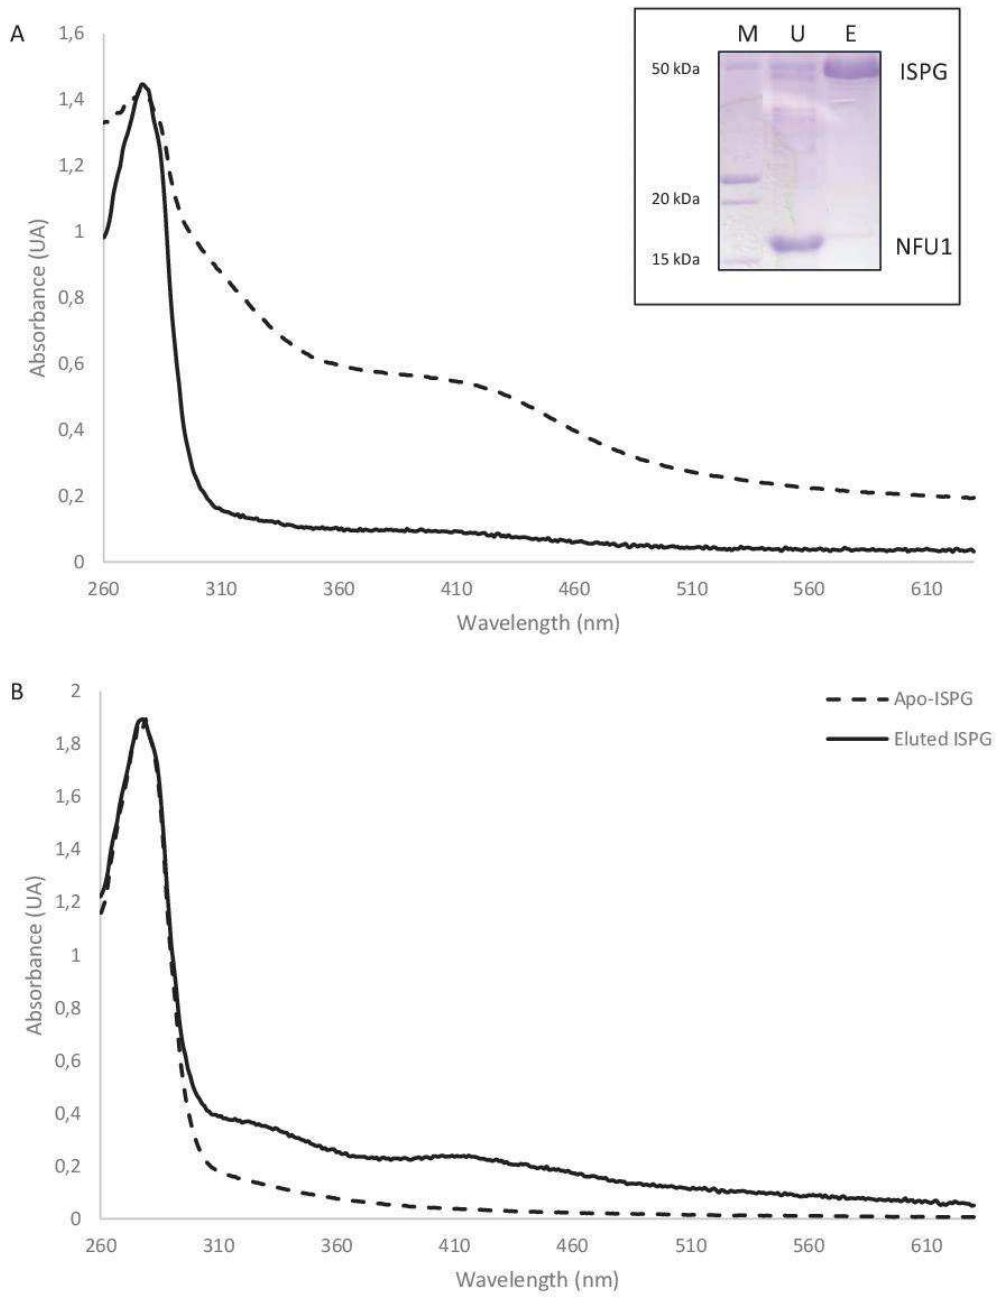 A
1,6
1,4
1,2
1
0,8
0,6
0,4
0,2
0
Absorbance (UA)
260 310 360 410 460 510 560 610
Wavelength (nm)
M U E
50 kDa
20 kDa
15 kDa
ISPG
NFU1
B
2
1,8
1,6
1,4
1,2
1
0,8
0,6
0,4
0,2
0
Absorbance (UA)
260 310 360 410 460 510 560 610
Wavelength (nm)
Apo-ISPG
Eluted ISPG